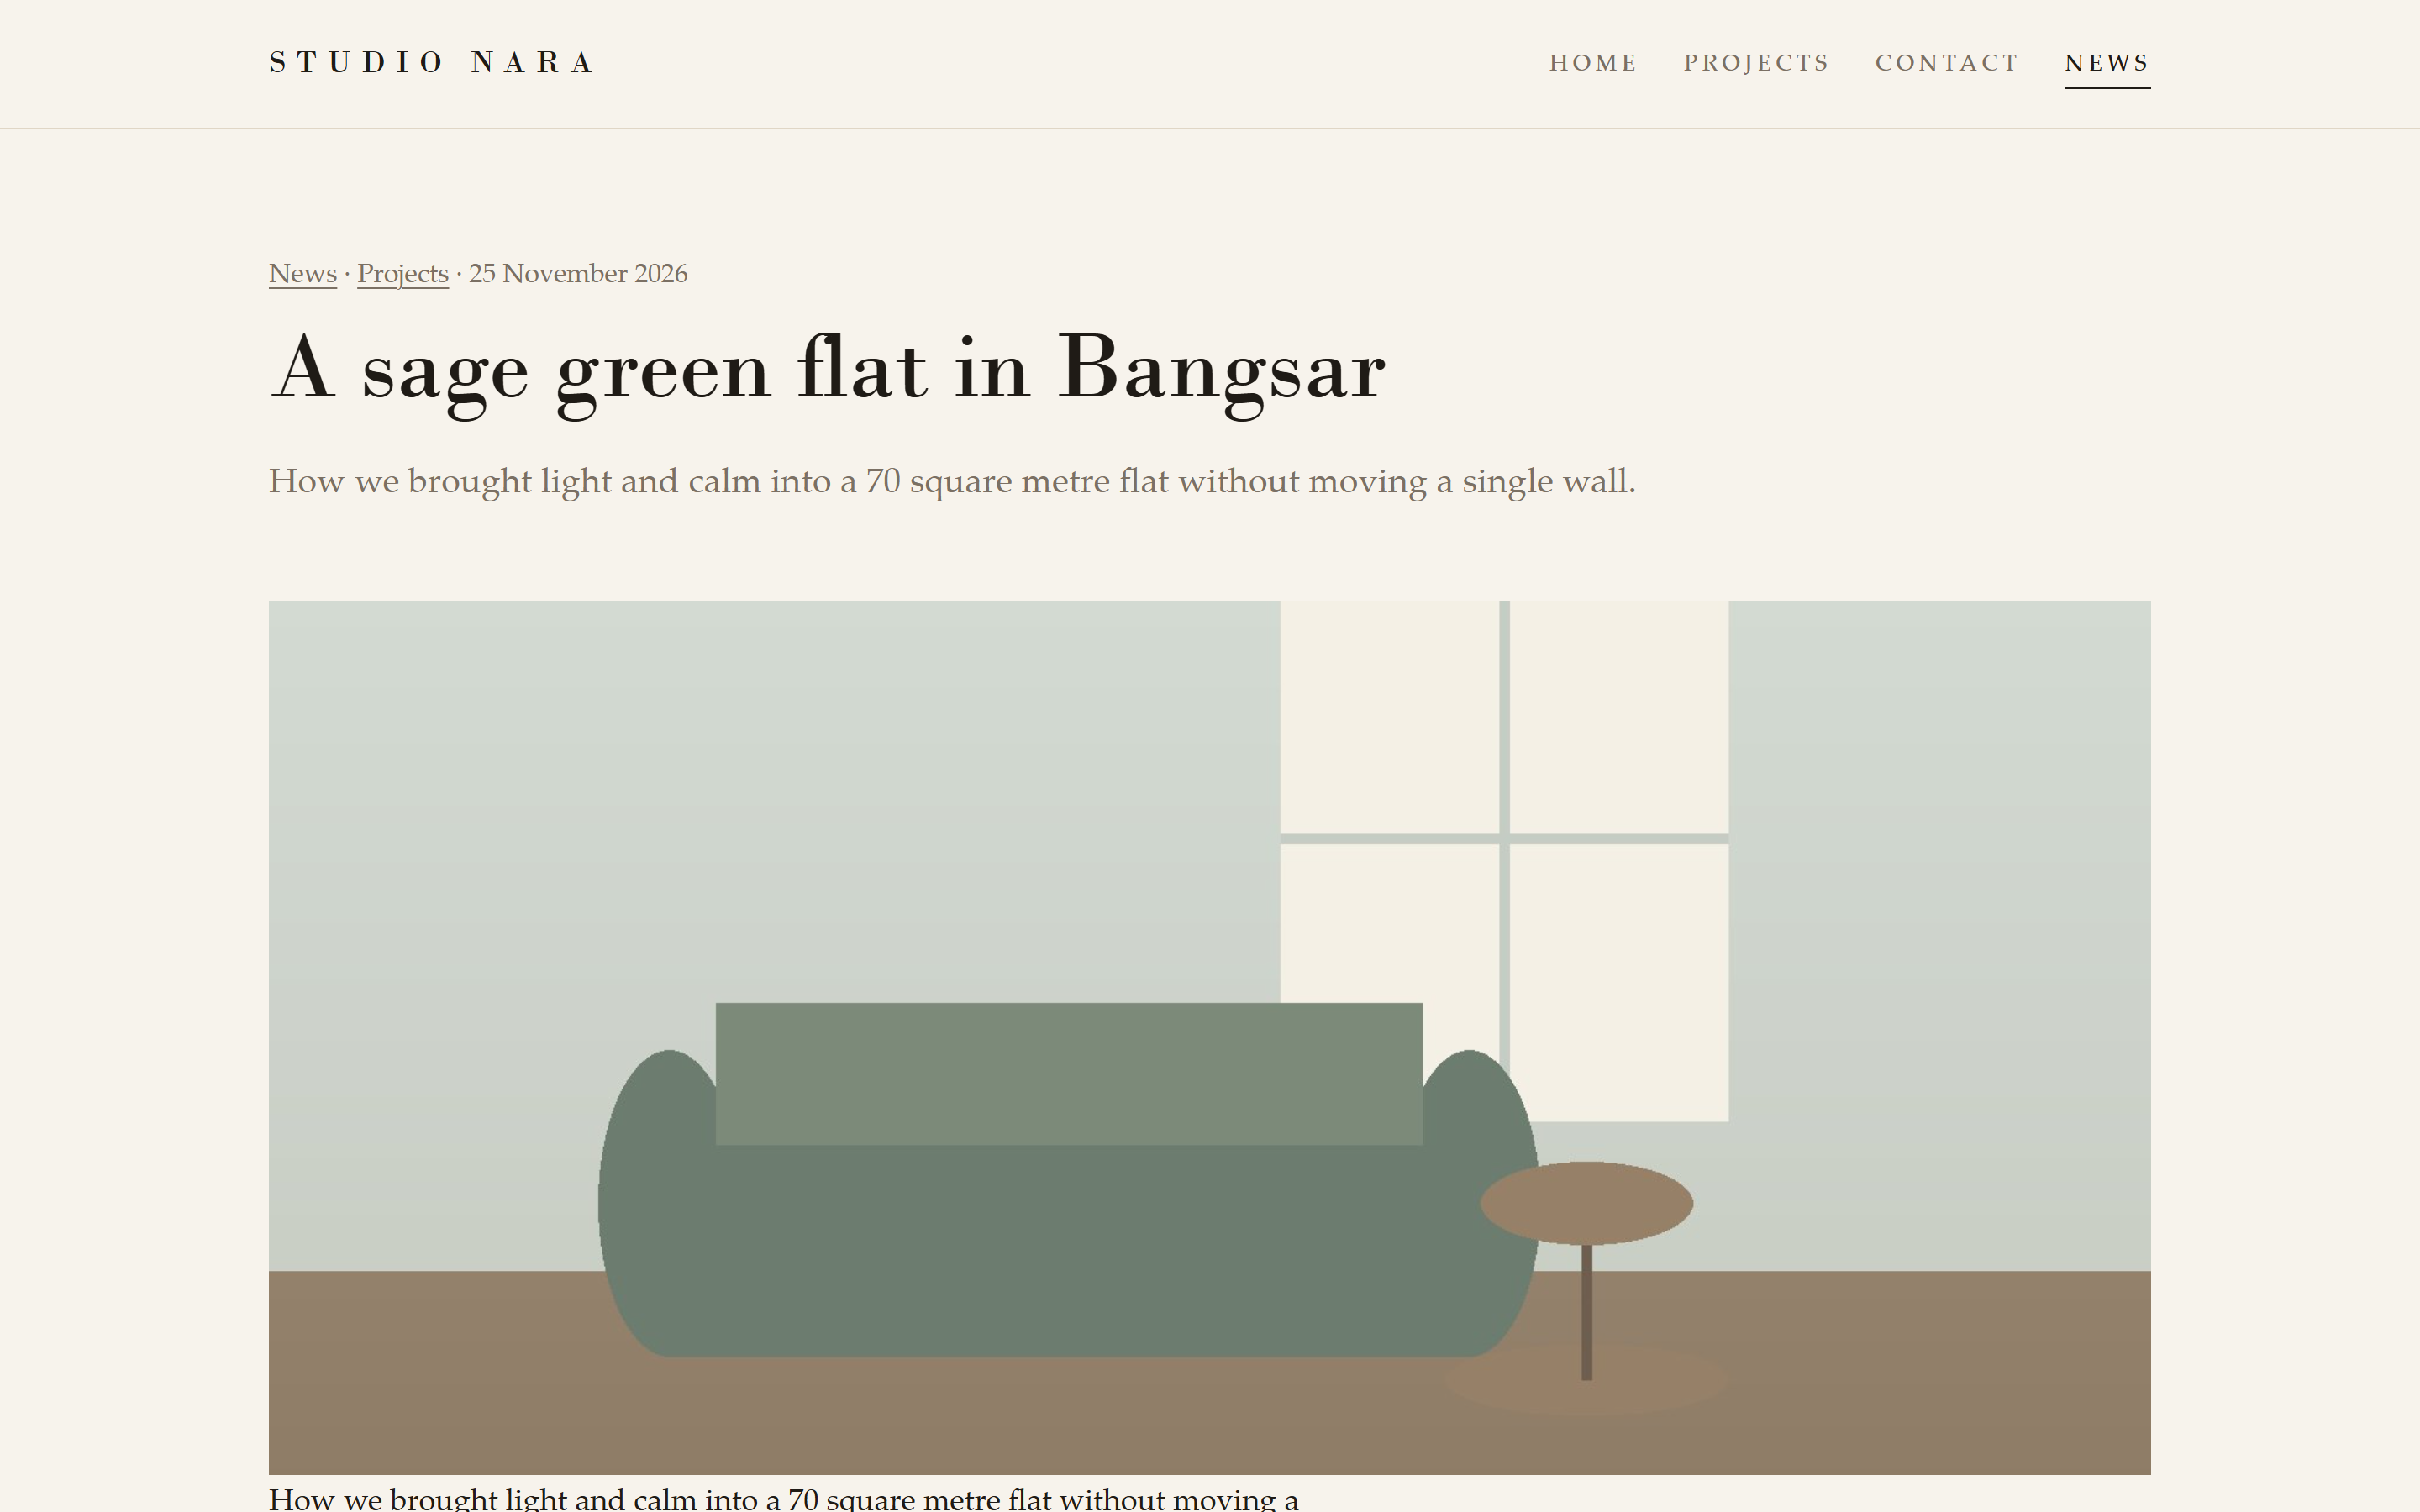 STUDIO NARA
HOME PROJECTS CONTACT NEWS
News · Projects · 25 November 2026
A sage green flat in Bangsar
How we brought light and calm into a 70 square metre flat without moving a single wall.
How we brought light and calm into a 70 square metre flat without moving a